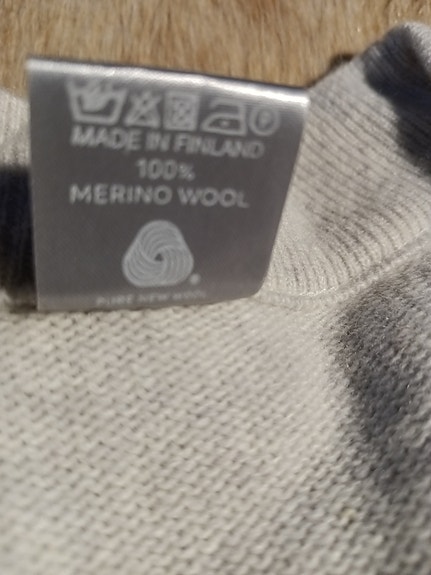 MADE IN FINLAND
100%
MERINO WOOL
PURE NEW WOOL